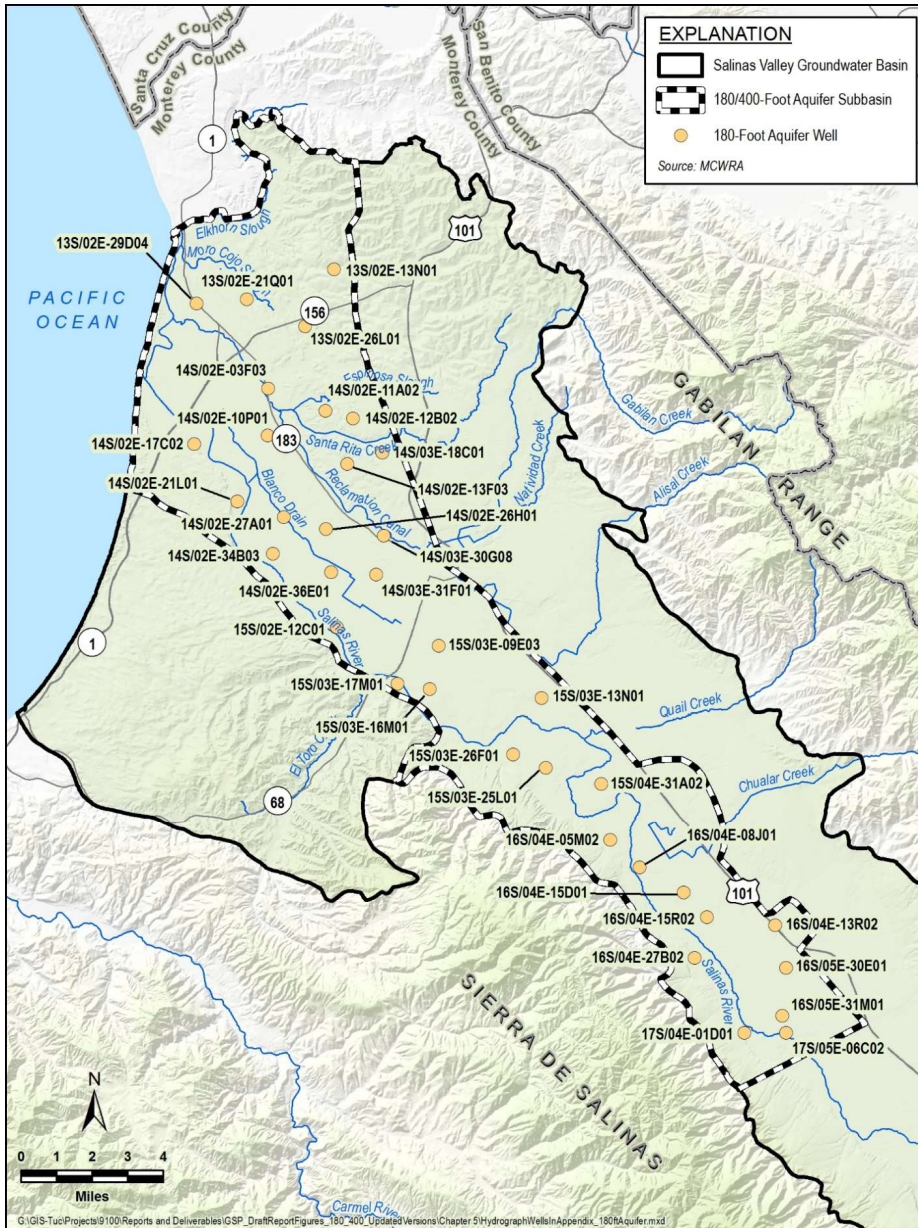 EXPLANATION
Salinas Valley Groundwater Basin
180/400-Foot Aquifer Subbasin
180-Foot Aquifer Well
Source: MCWRA
Santa Cruz County
Monterey County
San Benito County
Monterey County
1
101
Elkhorn Slough
13S/02E-29D04
Moro Cojo
13S/02E-13N01
13S/02E-21Q01
PACIFIC
OCEAN
156
13S/02E-26L01
14S/02E-03F03
Espinosa Slough
14S/02E-11A02
14S/02E-10P01
14S/02E-12B02
GABILAN
RANGE
Gabilan Creek
14S/02E-17C02
183
Santa Rita Creek
14S/03E-18C01
Natividad Creek
Alisal Creek
14S/02E-21L01
Blanco Drain
Reclamation Canal
14S/02E-13F03
14S/02E-27A01
14S/02E-26H01
14S/02E-34B03
14S/03E-30G08
14S/02E-36E01
14S/03E-31F01
Salinas River
15S/02E-12C01
1
15S/03E-09E03
15S/03E-17M01
15S/03E-13N01
Quail Creek
15S/03E-16M01
El Toro
15S/03E-26F01
Chualar Creek
15S/03E-25L01
15S/04E-31A02
68
16S/04E-05M02
16S/04E-08J01
16S/04E-15D01
101
16S/04E-15R02
16S/04E-13R02
16S/04E-27B02
16S/05E-30E01
Salinas River
SIERRA DE SALINAS
16S/05E-31M01
17S/04E-01D01
17S/05E-06C02
N
0 1 2 3 4
Miles
Carmel River
G:\GIS-Tuc\Projects\9100\Reports and Deliverables\GSP_DraftReportFigures_180_400_UpdatedVersions\Chapter 5\HydrographWellsInAppendix_180ftAquifer.mxd